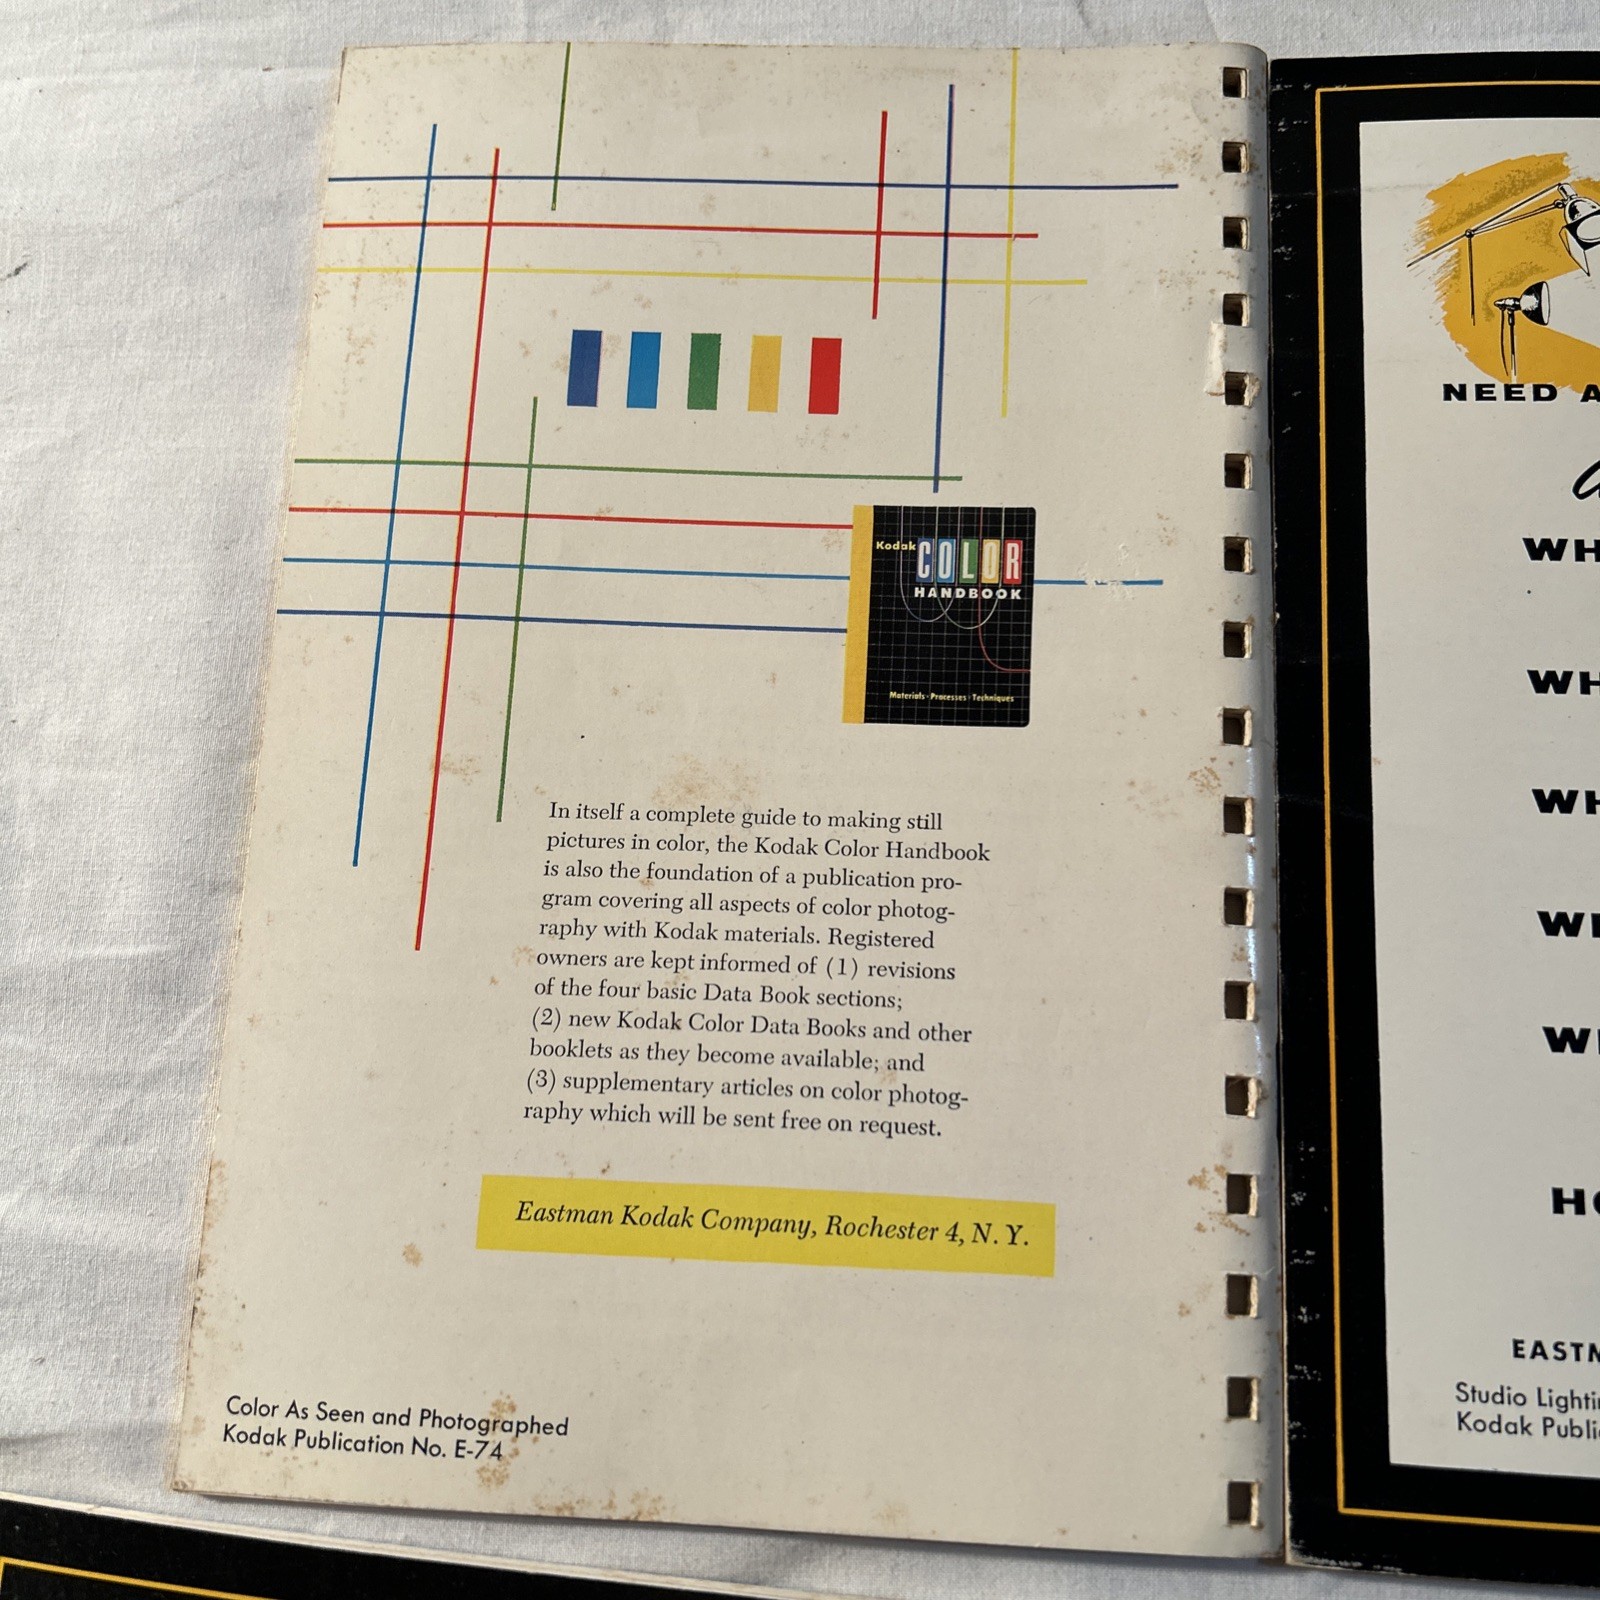 Kodak COLOR
HANDBOOK
Materials · Processes · Techniques
In itself a complete guide to making still
pictures in color, the Kodak Color Handbook
is also the foundation of a publication pro-
gram covering all aspects of color photog-
raphy with Kodak materials. Registered
owners are kept informed of (1) revisions
of the four basic Data Book sections;
(2) new Kodak Color Data Books and other
booklets as they become available; and
(3) supplementary articles on color photog-
raphy which will be sent free on request.
Eastman Kodak Company, Rochester 4, N. Y.
Color As Seen and Photographed
Kodak Publication No. E-74
NEED A
WH
WH
WH
EASTM
Studio Lighti
Kodak Publi